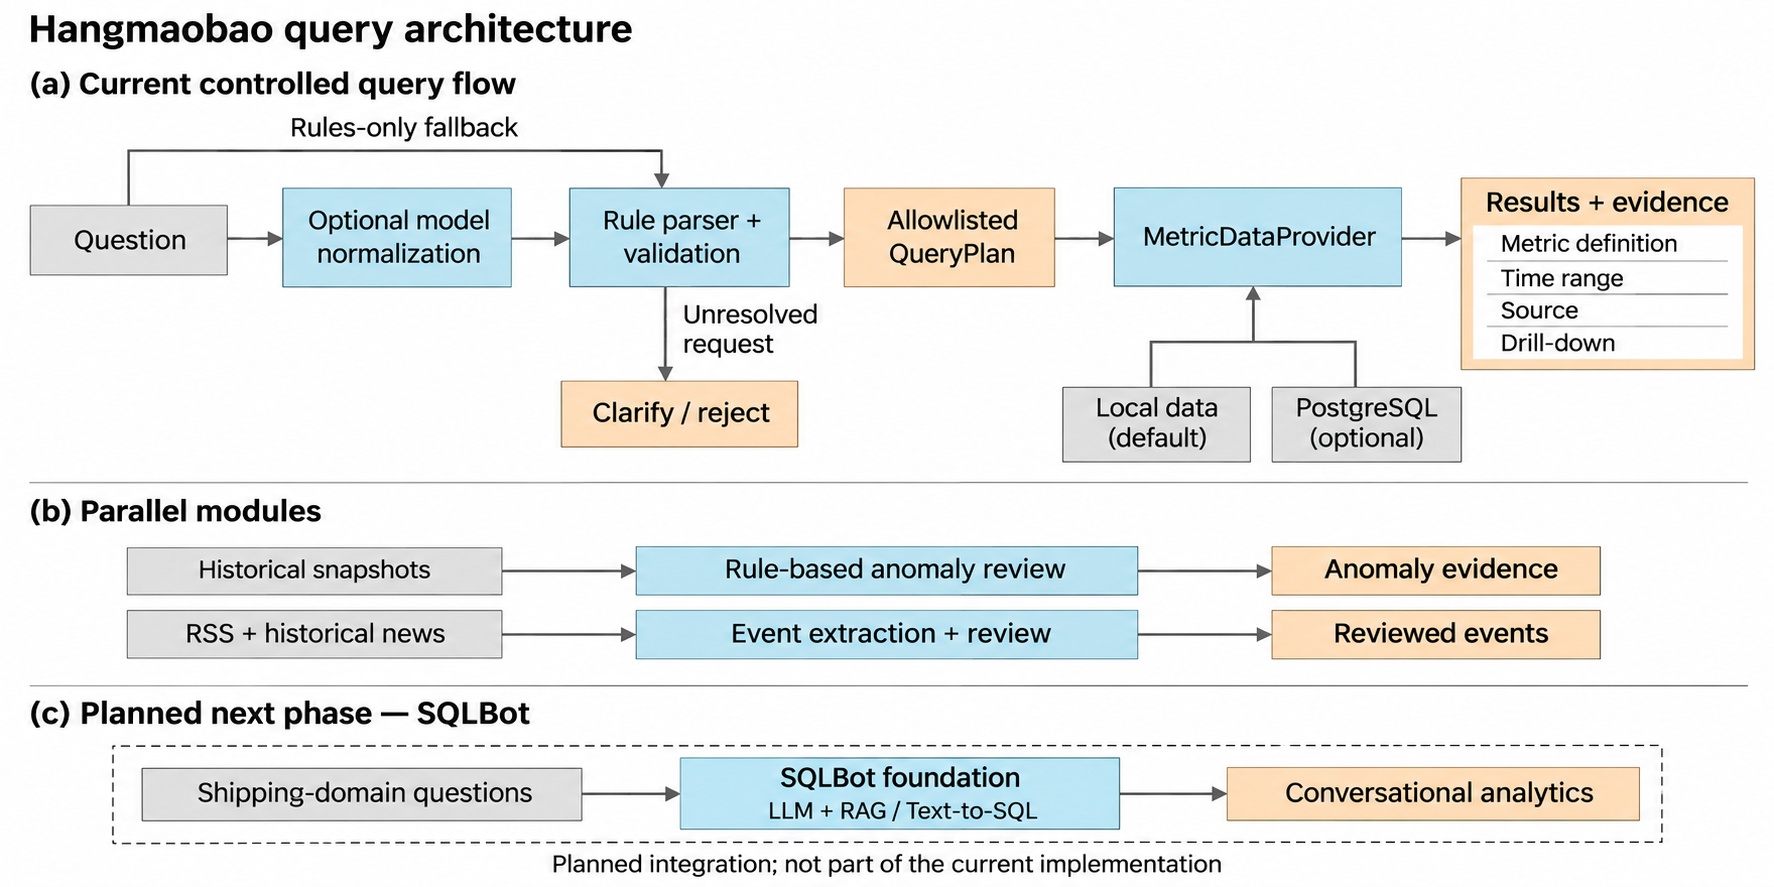 Hangmaobao query architecture
(a) Current controlled query flow
Rules-only fallback
Question
Optional model
normalization
Rule parser +
validation
Allowlisted
QueryPlan
MetricDataProvider
Results + evidence
Metric definition
Time range
Source
Drill-down
Unresolved
request
Clarify / reject
Local data
(default)
PostgreSQL
(optional)
(b) Parallel modules
Historical snapshots
Rule-based anomaly review
Anomaly evidence
RSS + historical news
Event extraction + review
Reviewed events
(c) Planned next phase — SQLBot
Shipping-domain questions
SQLBot foundation
LLM + RAG / Text-to-SQL
Conversational analytics
Planned integration; not part of the current implementation